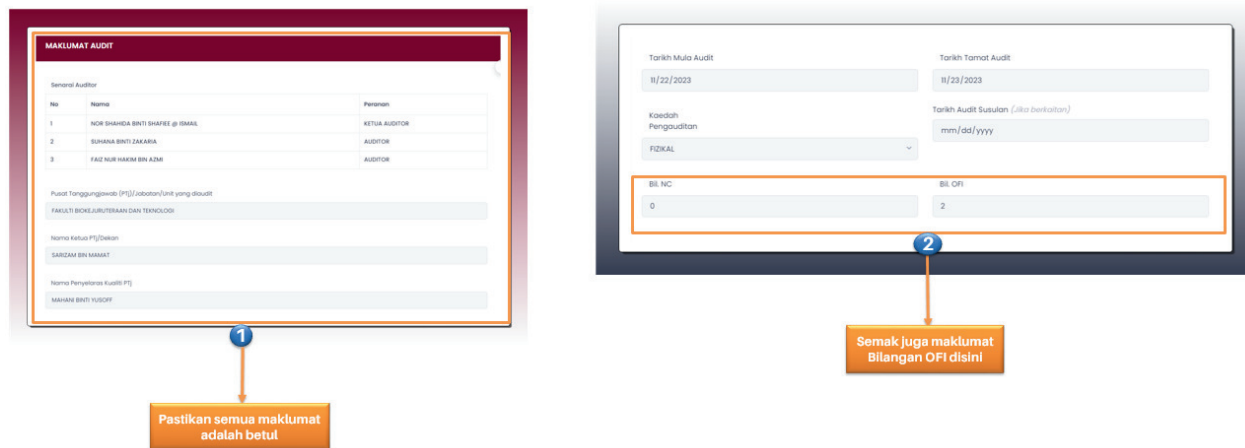 MAKLUMAT AUDIT
Senarai Auditor
No Nama Peranan
1 NOR SHAHIDA BINTI SHAFIEE @ ISMAIL KETUA AUDITOR
2 SUHANA BINTI ZAKARIA AUDITOR
3 FAIZ NUR HAKIM BIN AZMI AUDITOR
Pusat Tanggungjawab (PTj)/Jabatan/Unit yang diaudit
FAKULTI BIOKEJURUTERAAN DAN TEKNOLOGI
Nama Ketua PTj/Dekan
SARIZAM BIN MAMAT
Nama Penyelaras Kualiti PTj
MAHANI BINTI YUSOFF
1
Pastikan semua maklumat
adalah betul
Tarikh Mula Audit Tarikh Tamat Audit
11/22/2023 11/23/2023
Kaedah
Pengauditan
FIZIKAL
Tarikh Audit Susulan (Jika berkaitan)
mm/dd/yyyy
Bil. NC Bil. OFI
0 2
2
Semak juga maklumat
Bilangan OFI disini